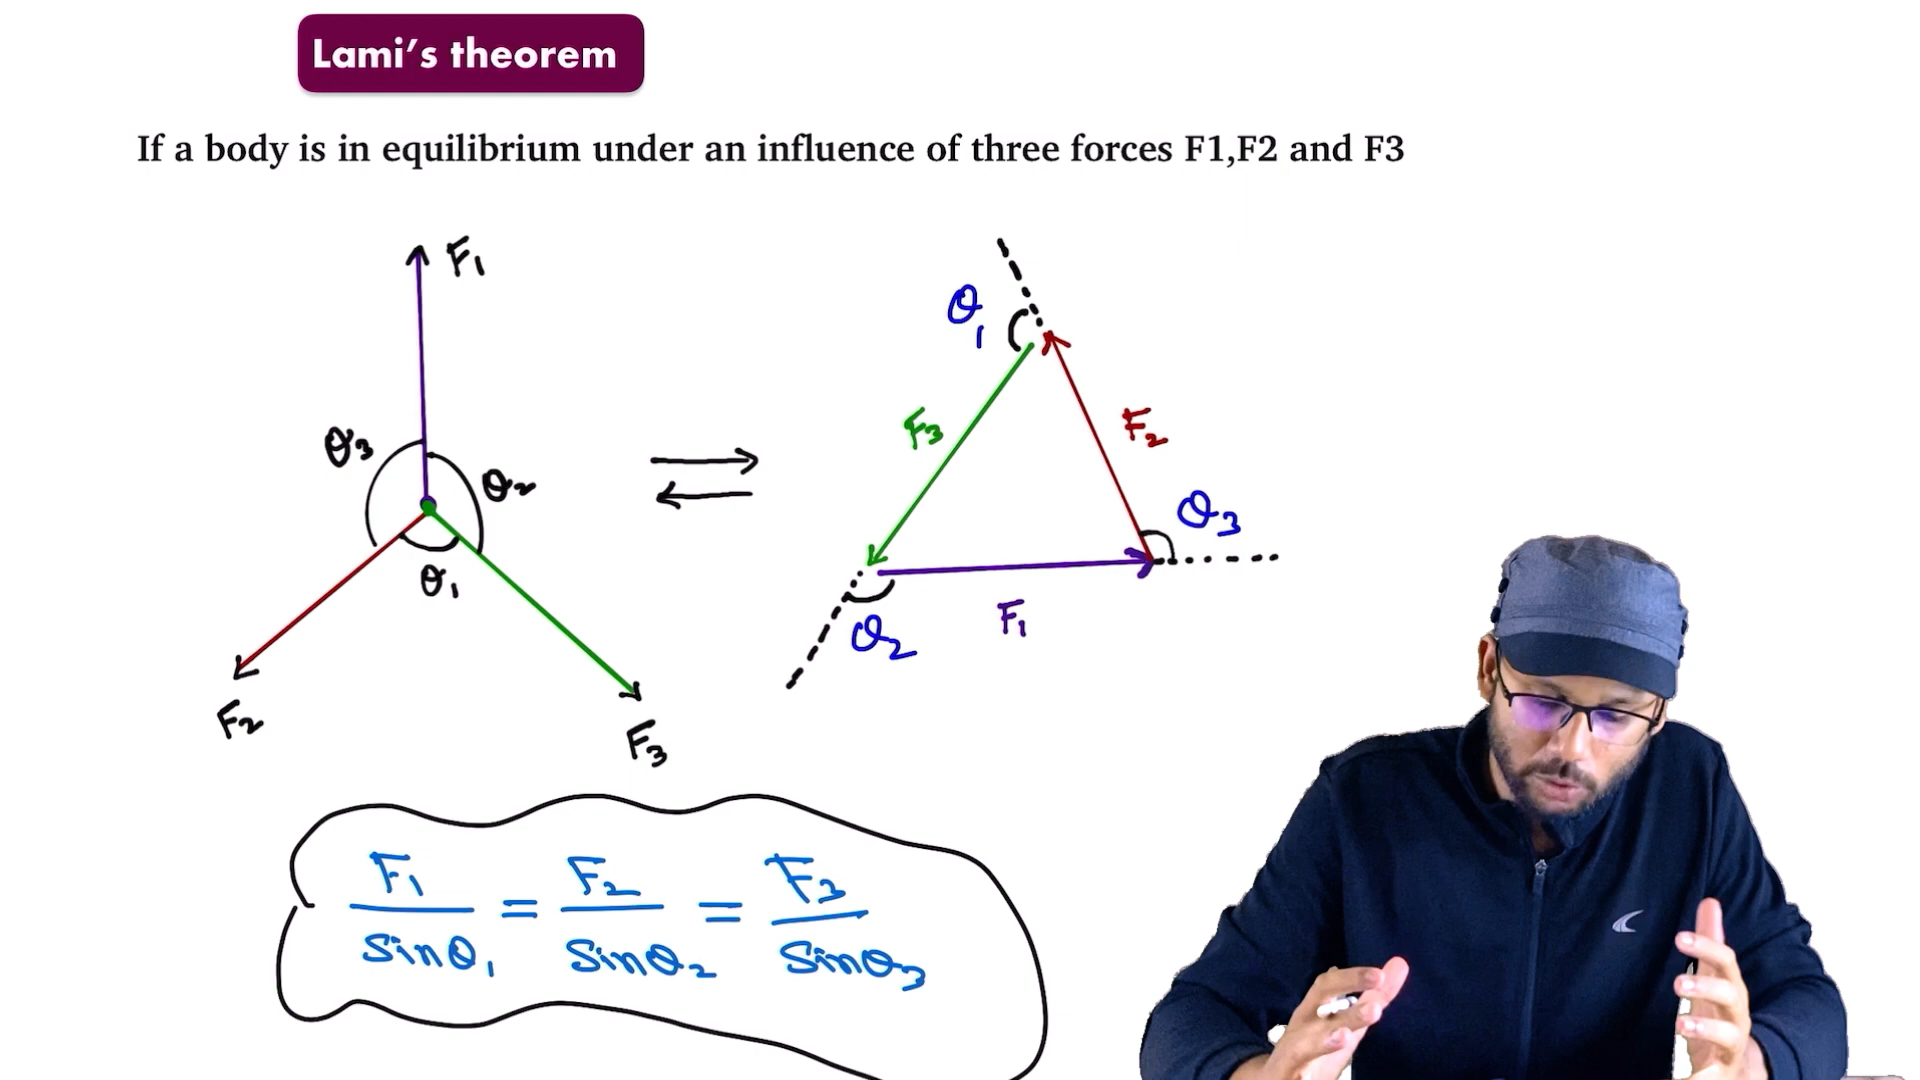 Lami's theorem
If a body is in equilibrium under an influence of three forces F1,F2 and F3
F₁
θ₃
θ₂
θ₁
F₂
F₃
θ₁
F₃
F₂
θ₃
F₁
θ₂
F₁/sinθ₁ = F₂/sinθ₂ = F₃/sinθ₃